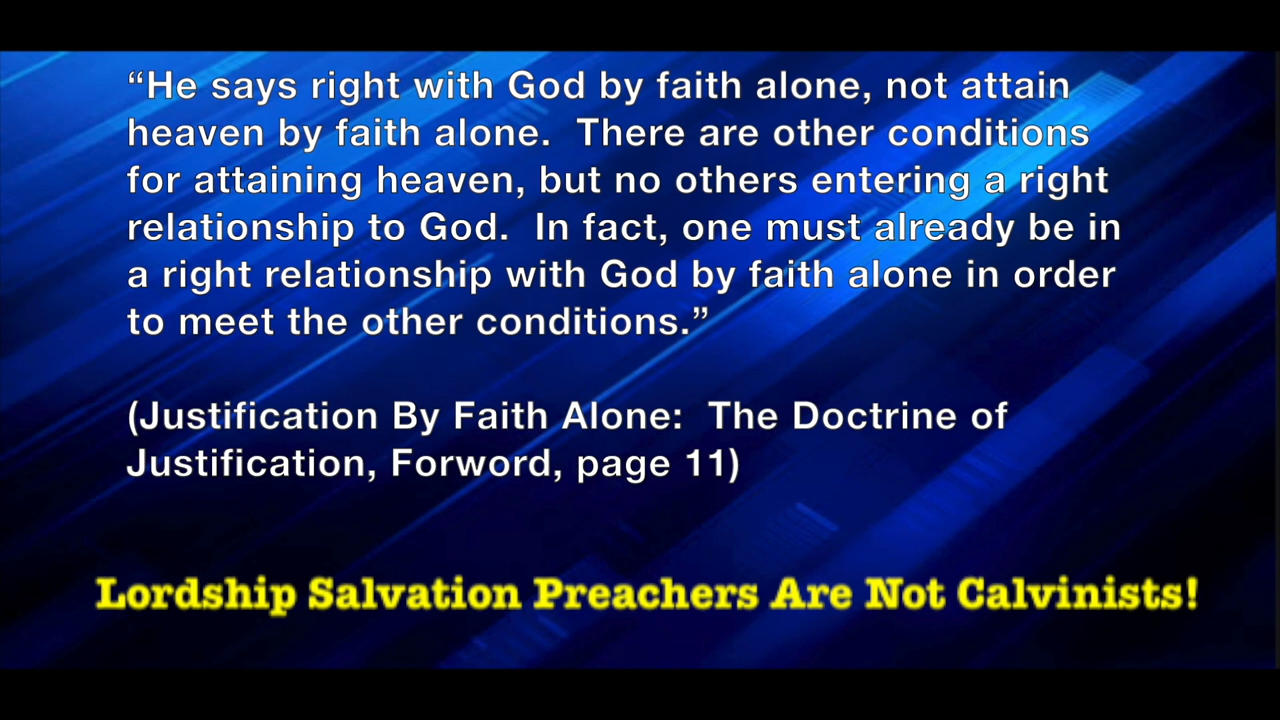 “He says right with God by faith alone, not attain
heaven by faith alone.  There are other conditions
for attaining heaven, but no others entering a right
relationship to God.  In fact, one must already be in
a right relationship with God by faith alone in order
to meet the other conditions.”
(Justification By Faith Alone:  The Doctrine of
Justification, Forword, page 11)
Lordship Salvation Preachers Are Not Calvinists!